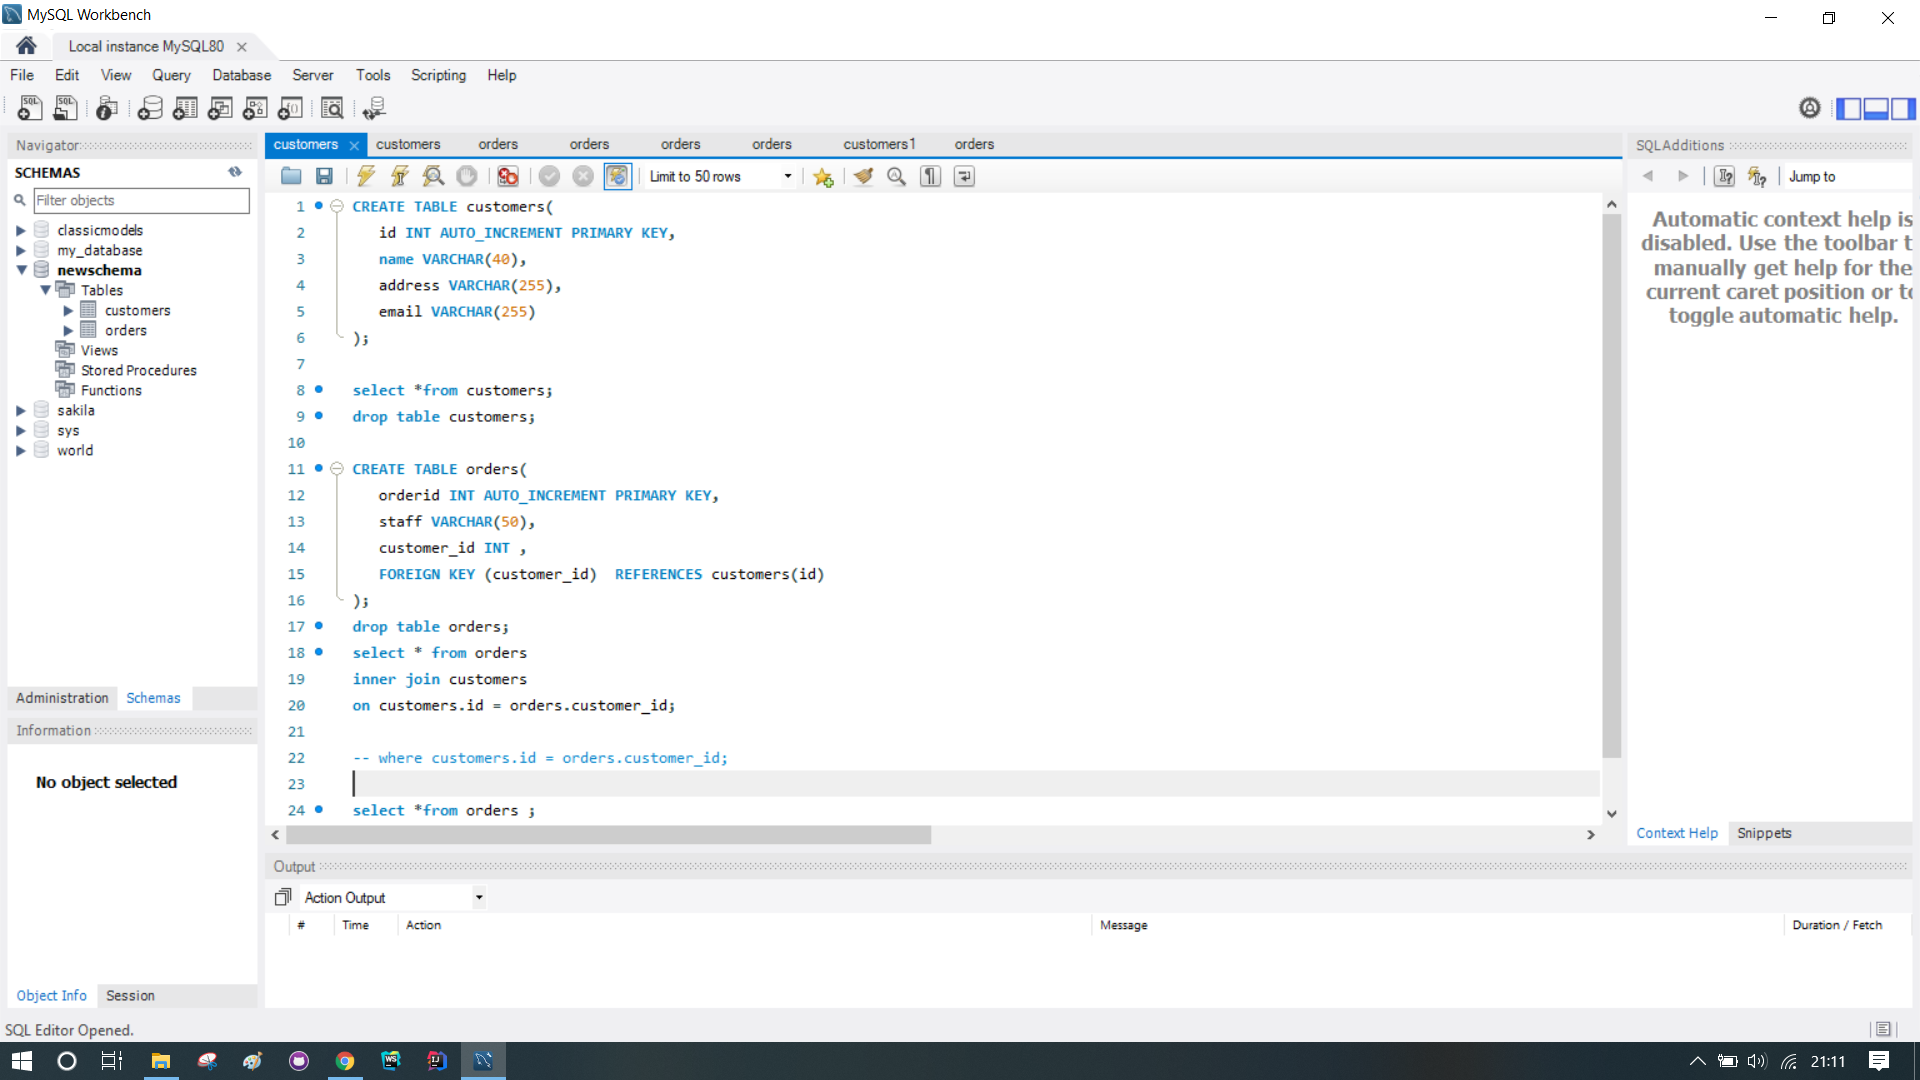 MySQL Workbench
Local instance MySQL80
File Edit View Query Database Server Tools Scripting Help
Navigator
SCHEMAS
Filter objects
classicmodels
my_database
newschema
Tables
customers
orders
Views
Stored Procedures
Functions
sakila
sys
world
Administration Schemas
Information
No object selected
Object Info Session
customers customers orders orders orders orders customers1 orders
Limit to 50 rows
1 CREATE TABLE customers(
2 id INT AUTO_INCREMENT PRIMARY KEY,
3 name VARCHAR(40),
4 address VARCHAR(255),
5 email VARCHAR(255)
6 );
7
8 select *from customers;
9 drop table customers;
10
11 CREATE TABLE orders(
12 orderid INT AUTO_INCREMENT PRIMARY KEY,
13 staff VARCHAR(50),
14 customer_id INT ,
15 FOREIGN KEY (customer_id)  REFERENCES customers(id)
16 );
17 drop table orders;
18 select * from orders
19 inner join customers
20 on customers.id = orders.customer_id;
21
22 -- where customers.id = orders.customer_id;
23
24 select *from orders ;
SQLAdditions
Jump to
Automatic context help is
disabled. Use the toolbar t
manually get help for the
current caret position or to
toggle automatic help.
Context Help Snippets
Output
Action Output
# Time Action Message Duration / Fetch
SQL Editor Opened.
21:11